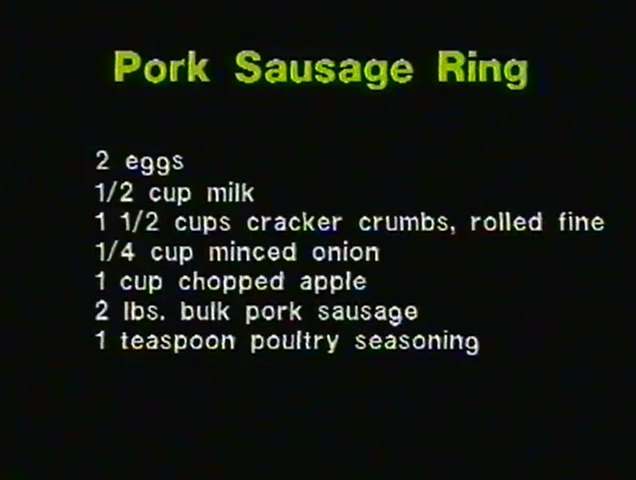 Pork Sausage Ring
2 eggs
1/2 cup milk
1 1/2 cups cracker crumbs, rolled fine
1/4 cup minced onion
1 cup chopped apple
2 lbs. bulk pork sausage
1 teaspoon poultry seasoning